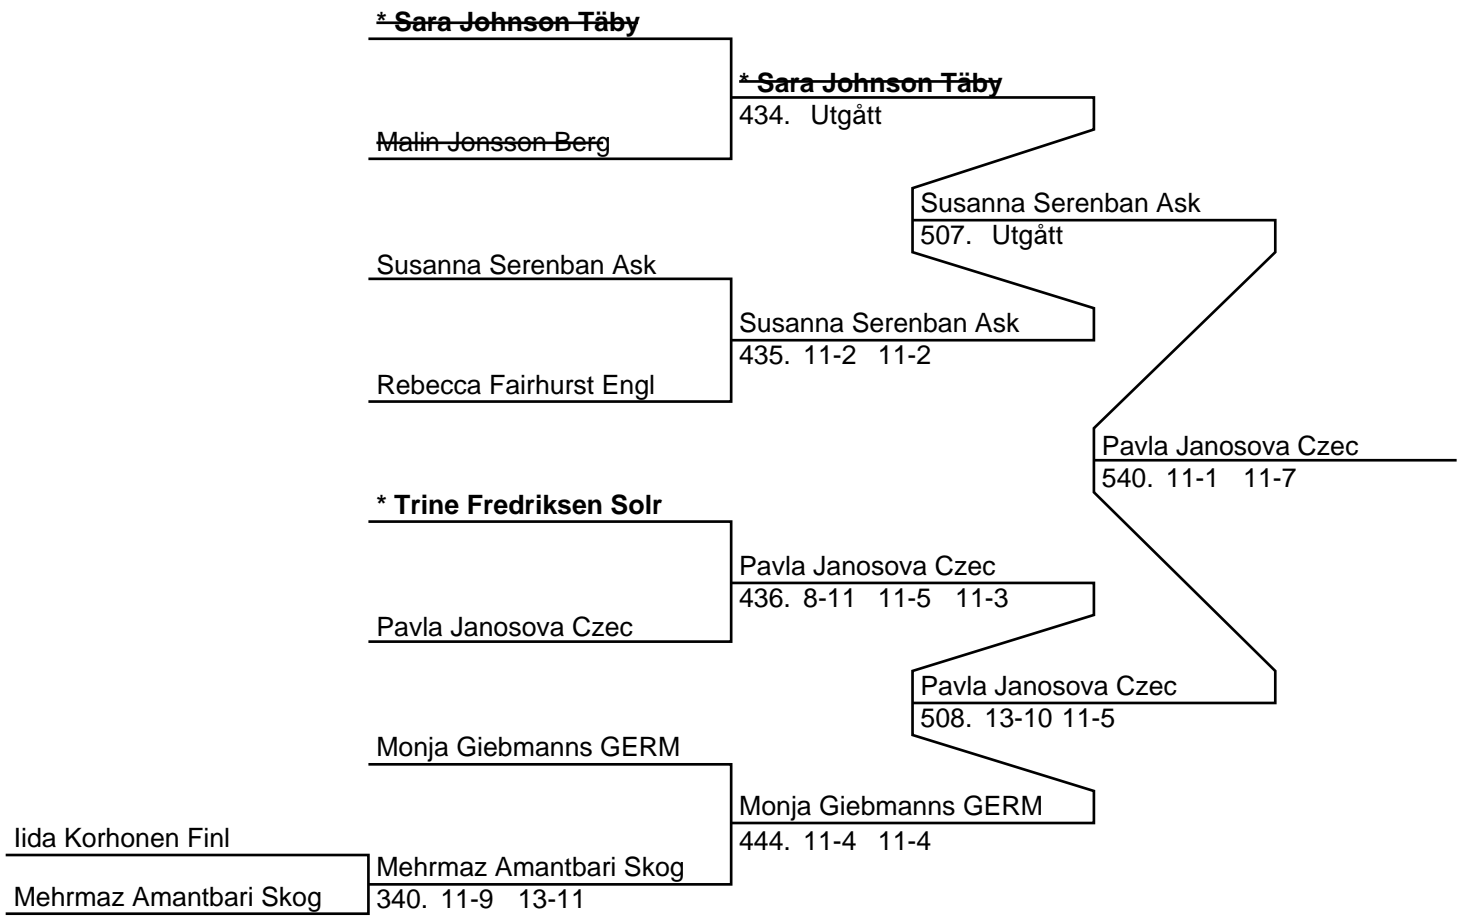 * Sara Johnson Täby
* Sara Johnson Täby
434. Utgått
Malin Jonsson Berg
Susanna Serenban Ask
507. Utgått
Susanna Serenban Ask
Susanna Serenban Ask
435. 11-2 11-2
Rebecca Fairhurst Engl
Pavla Janosova Czec
540. 11-1 11-7
* Trine Fredriksen Solr
Pavla Janosova Czec
436. 8-11 11-5 11-3
Pavla Janosova Czec
Pavla Janosova Czec
508. 13-10 11-5
Monja Giebmanns GERM
Monja Giebmanns GERM
444. 11-4 11-4
Iida Korhonen Finl
Mehrmaz Amantbari Skog
340. 11-9 13-11
Mehrmaz Amantbari Skog